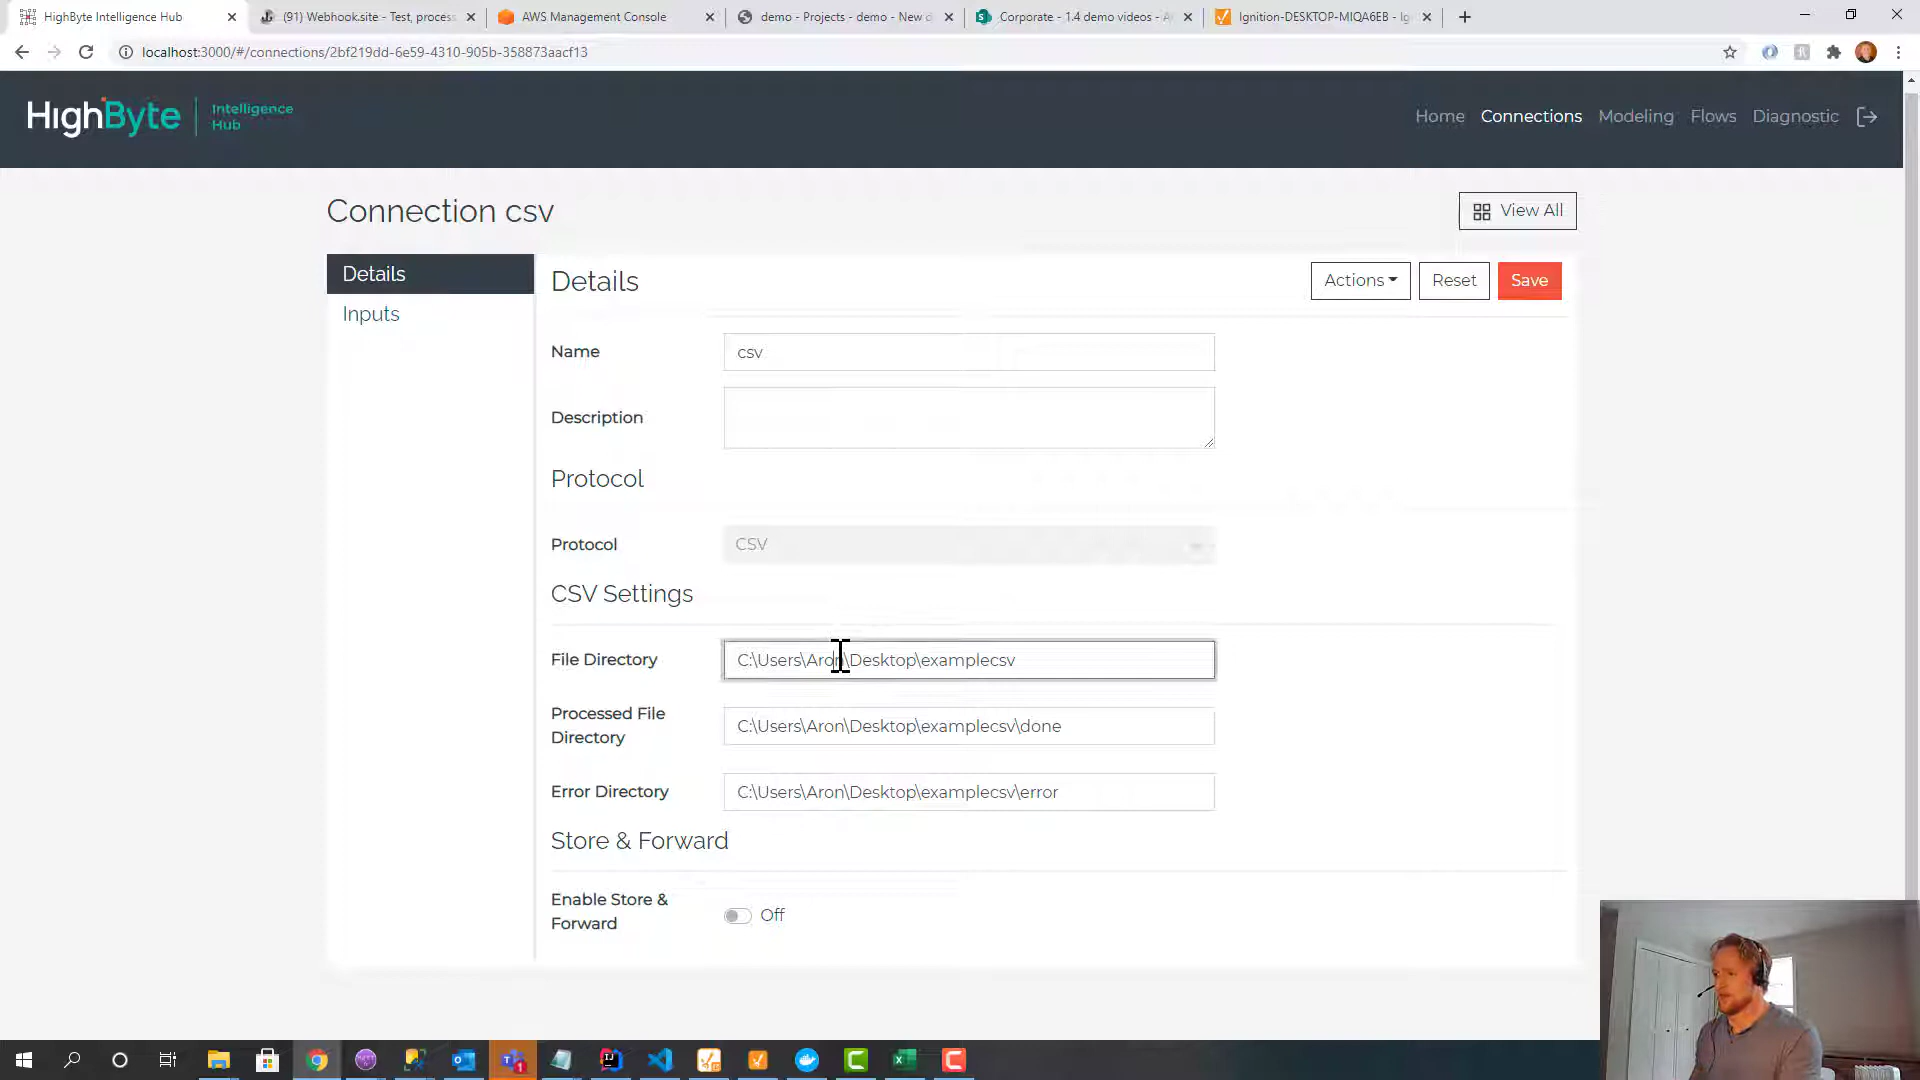 HighByte Intelligence Hub
(91) Webhook.site - Test, process
AWS Management Console
demo - Projects - demo - New d
Corporate - 1.4 demo videos - A
Ignition-DESKTOP-MIQA6EB - Ig
localhost:3000/#/connections/2bf219dd-6e59-4310-905b-358873aacf13
HighByte
Intelligence
Hub
Home
Connections
Modeling
Flows
Diagnostic
Connection csv
View All
Details
Inputs
Details
Actions
Reset
Save
Name
csv
Description
Protocol
Protocol
CSV
CSV Settings
File Directory
C:\Users\Aron\Desktop\examplecsv
Processed File
Directory
C:\Users\Aron\Desktop\examplecsv\done
Error Directory
C:\Users\Aron\Desktop\examplecsv\error
Store & Forward
Enable Store &
Forward
Off